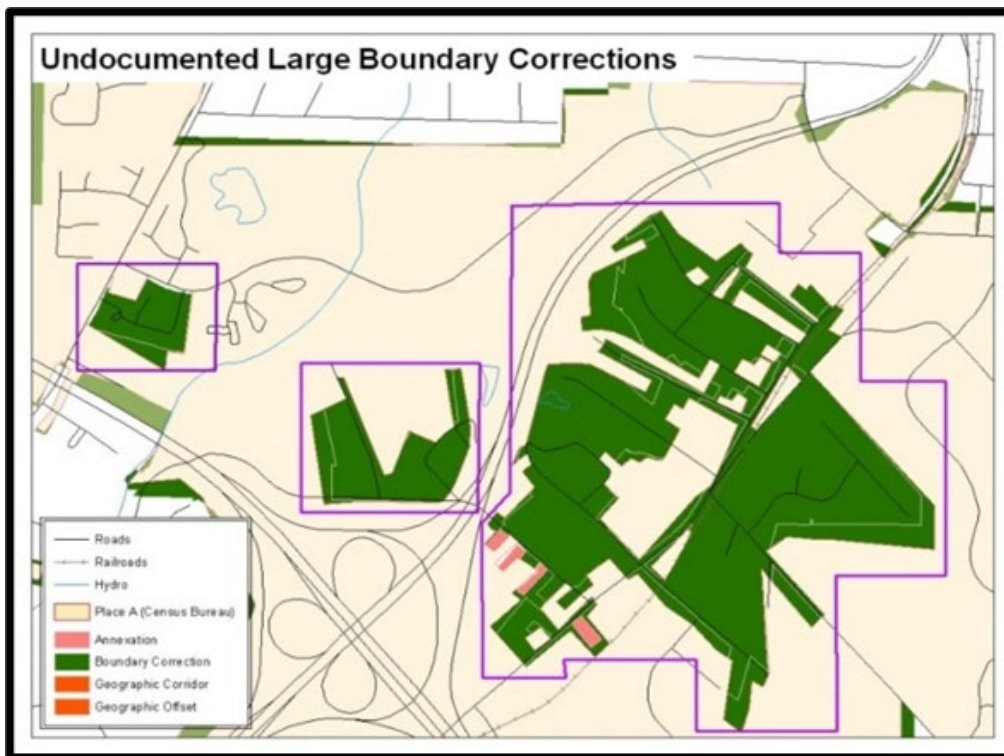 Undocumented Large Boundary Corrections
Roads
Railroads
Hydro
Place A (Census Bureau)
Annexation
Boundary Correction
Geographic Corridor
Geographic Offset